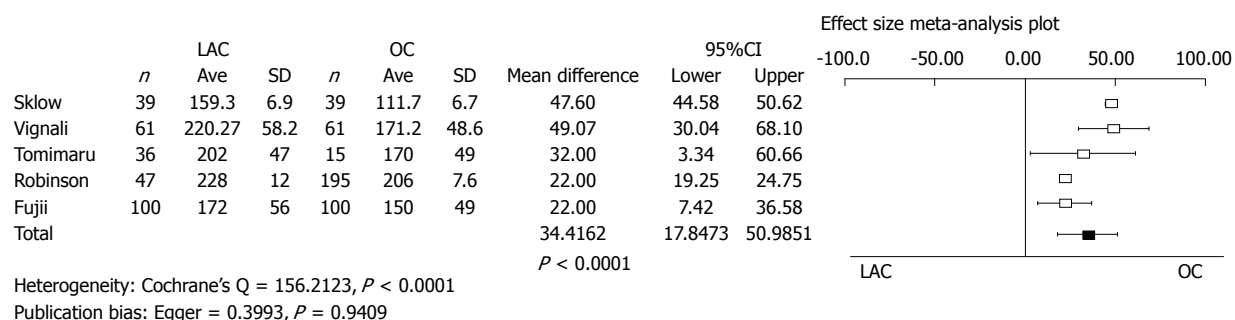 Effect size meta-analysis plot
LAC OC 95%CI -100.0 -50.00 0.00 50.00 100.00
n Ave SD n Ave SD Mean difference Lower Upper
Sklow 39 159.3 6.9 39 111.7 6.7 47.60 44.58 50.62
Vignali 61 220.27 58.2 61 171.2 48.6 49.07 30.04 68.10
Tomimaru 36 202 47 15 170 49 32.00 3.34 60.66
Robinson 47 228 12 195 206 7.6 22.00 19.25 24.75
Fujii 100 172 56 100 150 49 22.00 7.42 36.58
Total 34.4162 17.8473 50.9851
P < 0.0001
LAC OC
Heterogeneity: Cochrane's Q = 156.2123, P < 0.0001
Publication bias: Egger = 0.3993, P = 0.9409